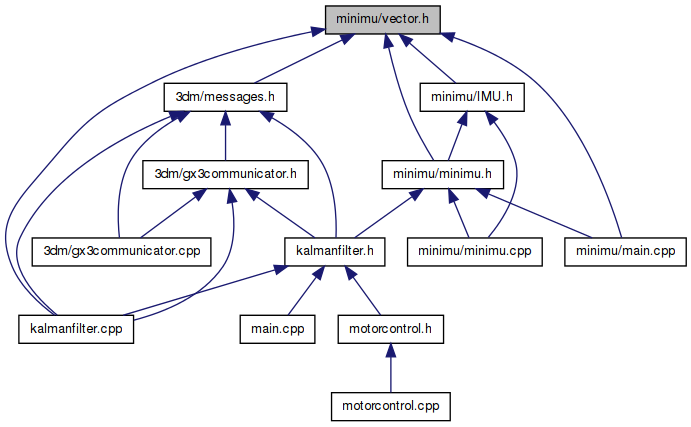 minimu/vector.h
3dm/messages.h
minimu/IMU.h
3dm/gx3communicator.h
minimu/minimu.h
3dm/gx3communicator.cpp
kalmanfilter.h
minimu/minimu.cpp
minimu/main.cpp
kalmanfilter.cpp
main.cpp
motorcontrol.h
motorcontrol.cpp